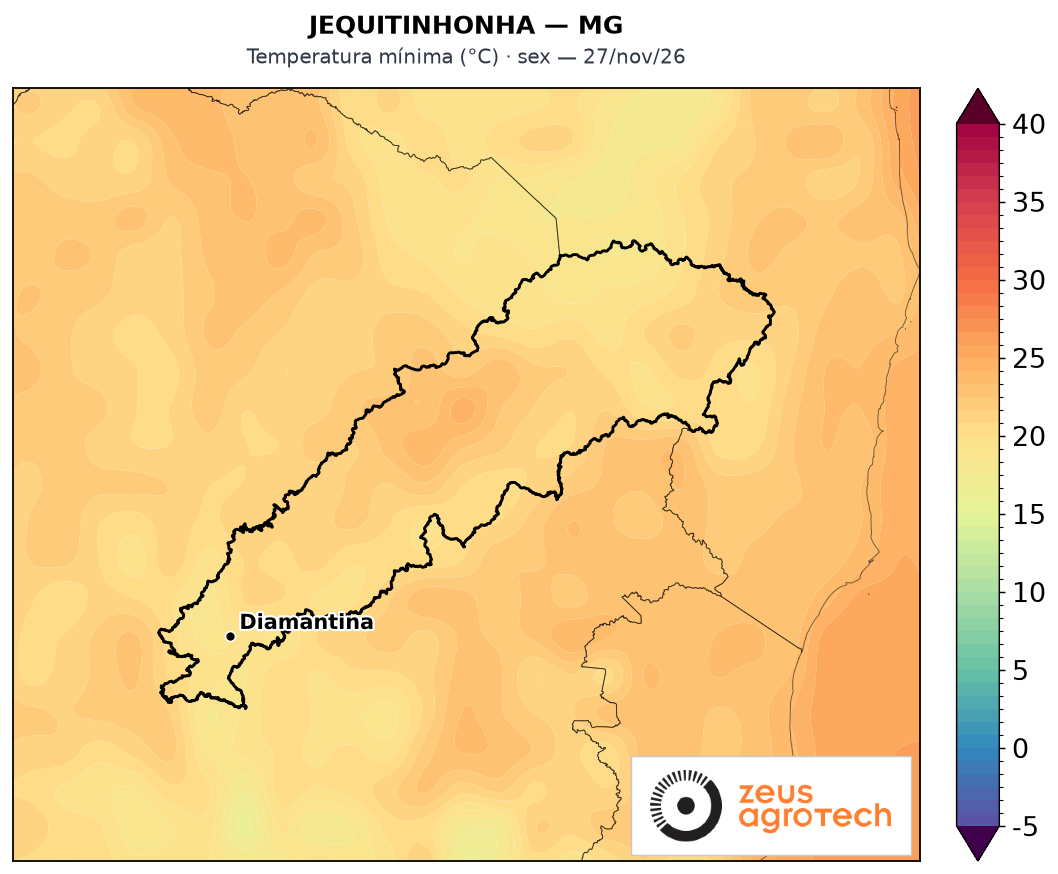 JEQUITINHONHA — MG
Temperatura mínima (°C) · sex — 27/nov/26
40
35
30
25
20
15
10
5
0
-5
Diamantina
zeus
agrotech